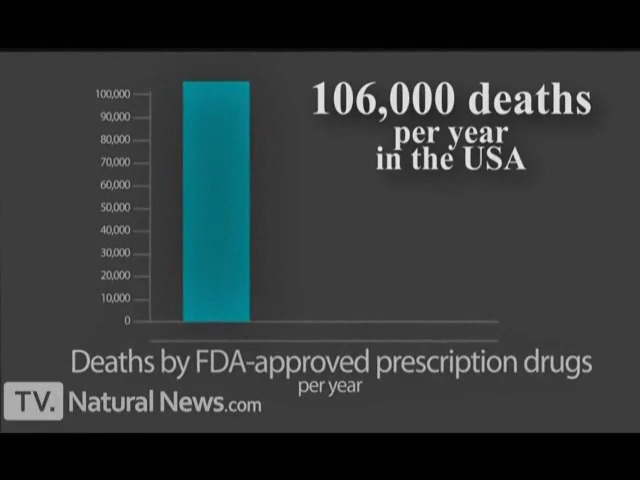 106,000 deaths
per year
in the USA
100,000
90,000
80,000
70,000
60,000
50,000
40,000
30,000
20,000
10,000
0
Deaths by FDA-approved prescription drugs
per year
TV. Natural News.com